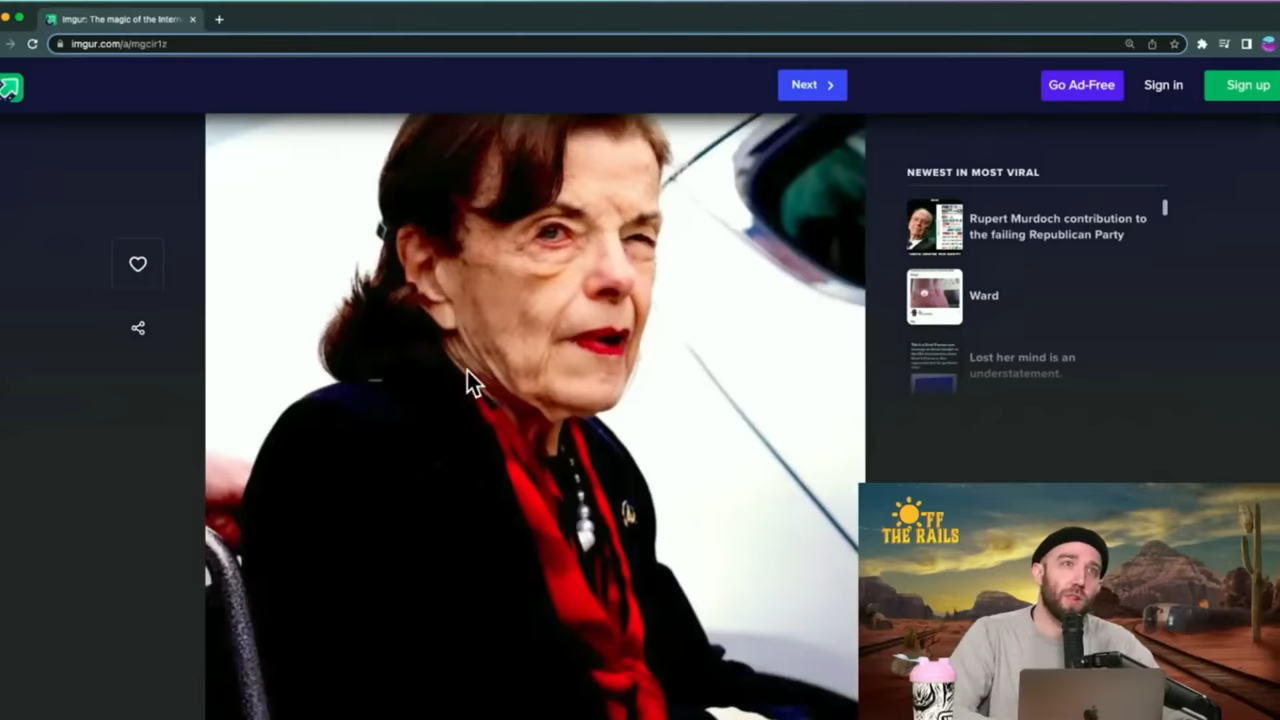 Imgur: The magic of the Intern
imgur.com/a/mgcir1z
Next
Go Ad-Free
Sign in
Sign up
NEWEST IN MOST VIRAL
Rupert Murdoch contribution to
the failing Republican Party
Ward
Lost her mind is an
understatement.
OFF
THE RAILS